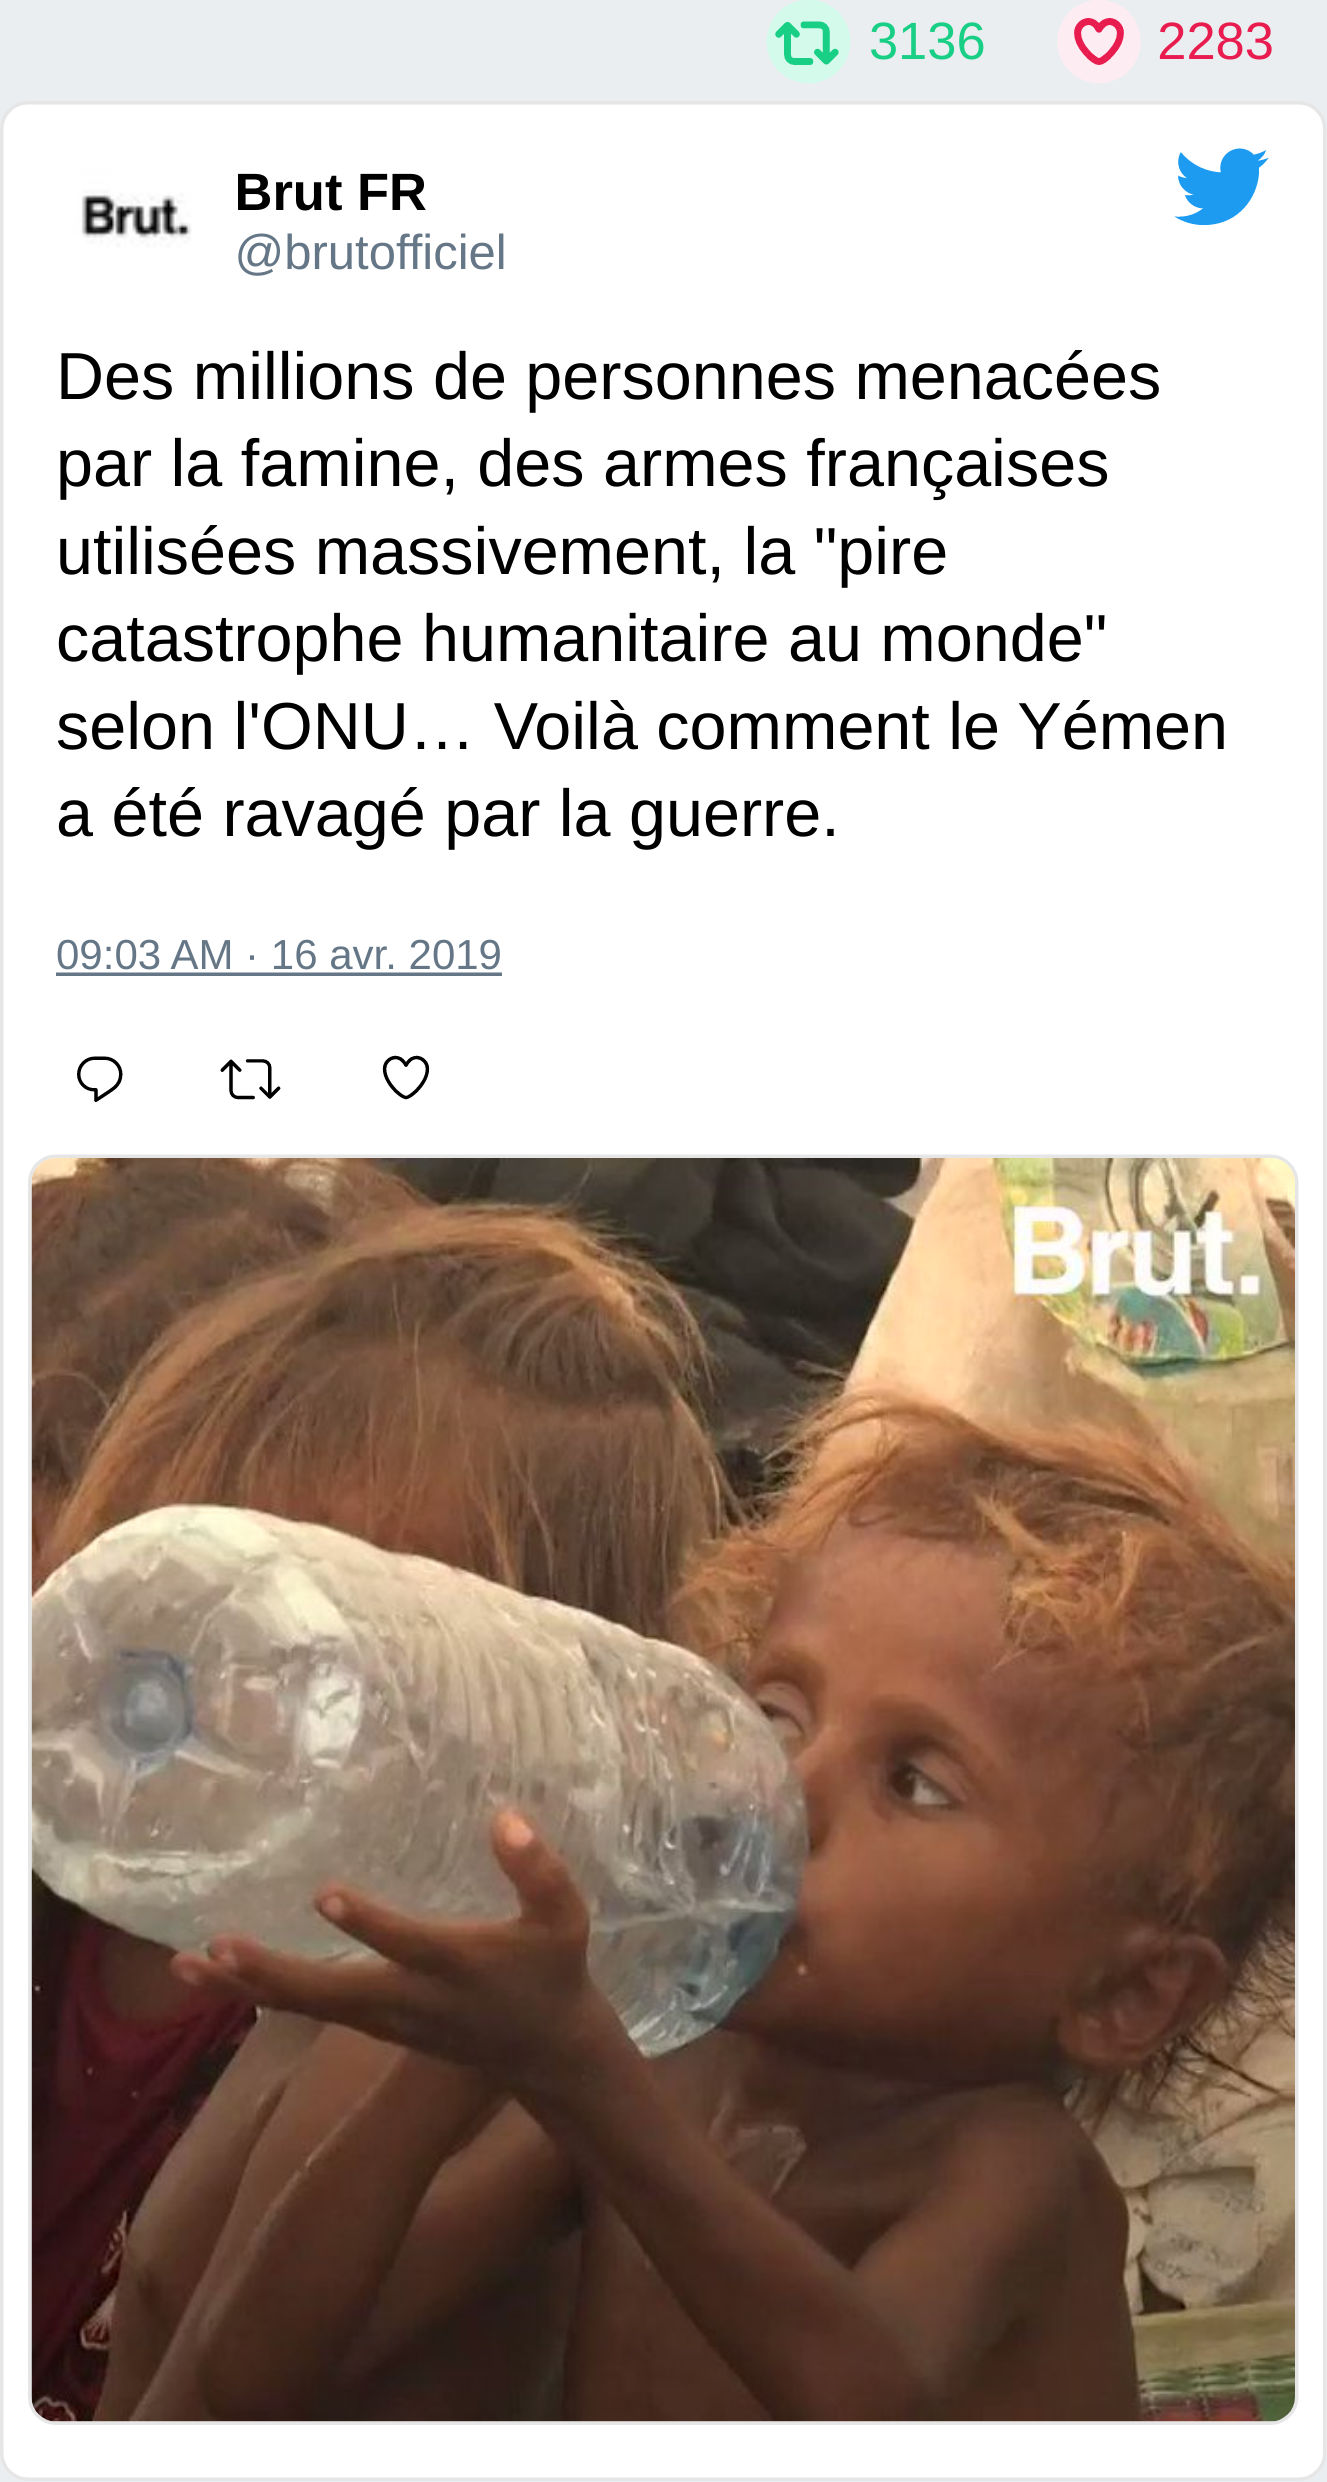 3136 2283
Brut.
Brut FR
@brutofficiel
Des millions de personnes menacées
par la famine, des armes françaises
utilisées massivement, la "pire
catastrophe humanitaire au monde"
selon l'ONU… Voilà comment le Yémen
a été ravagé par la guerre.
09:03 AM · 16 avr. 2019
Brut.